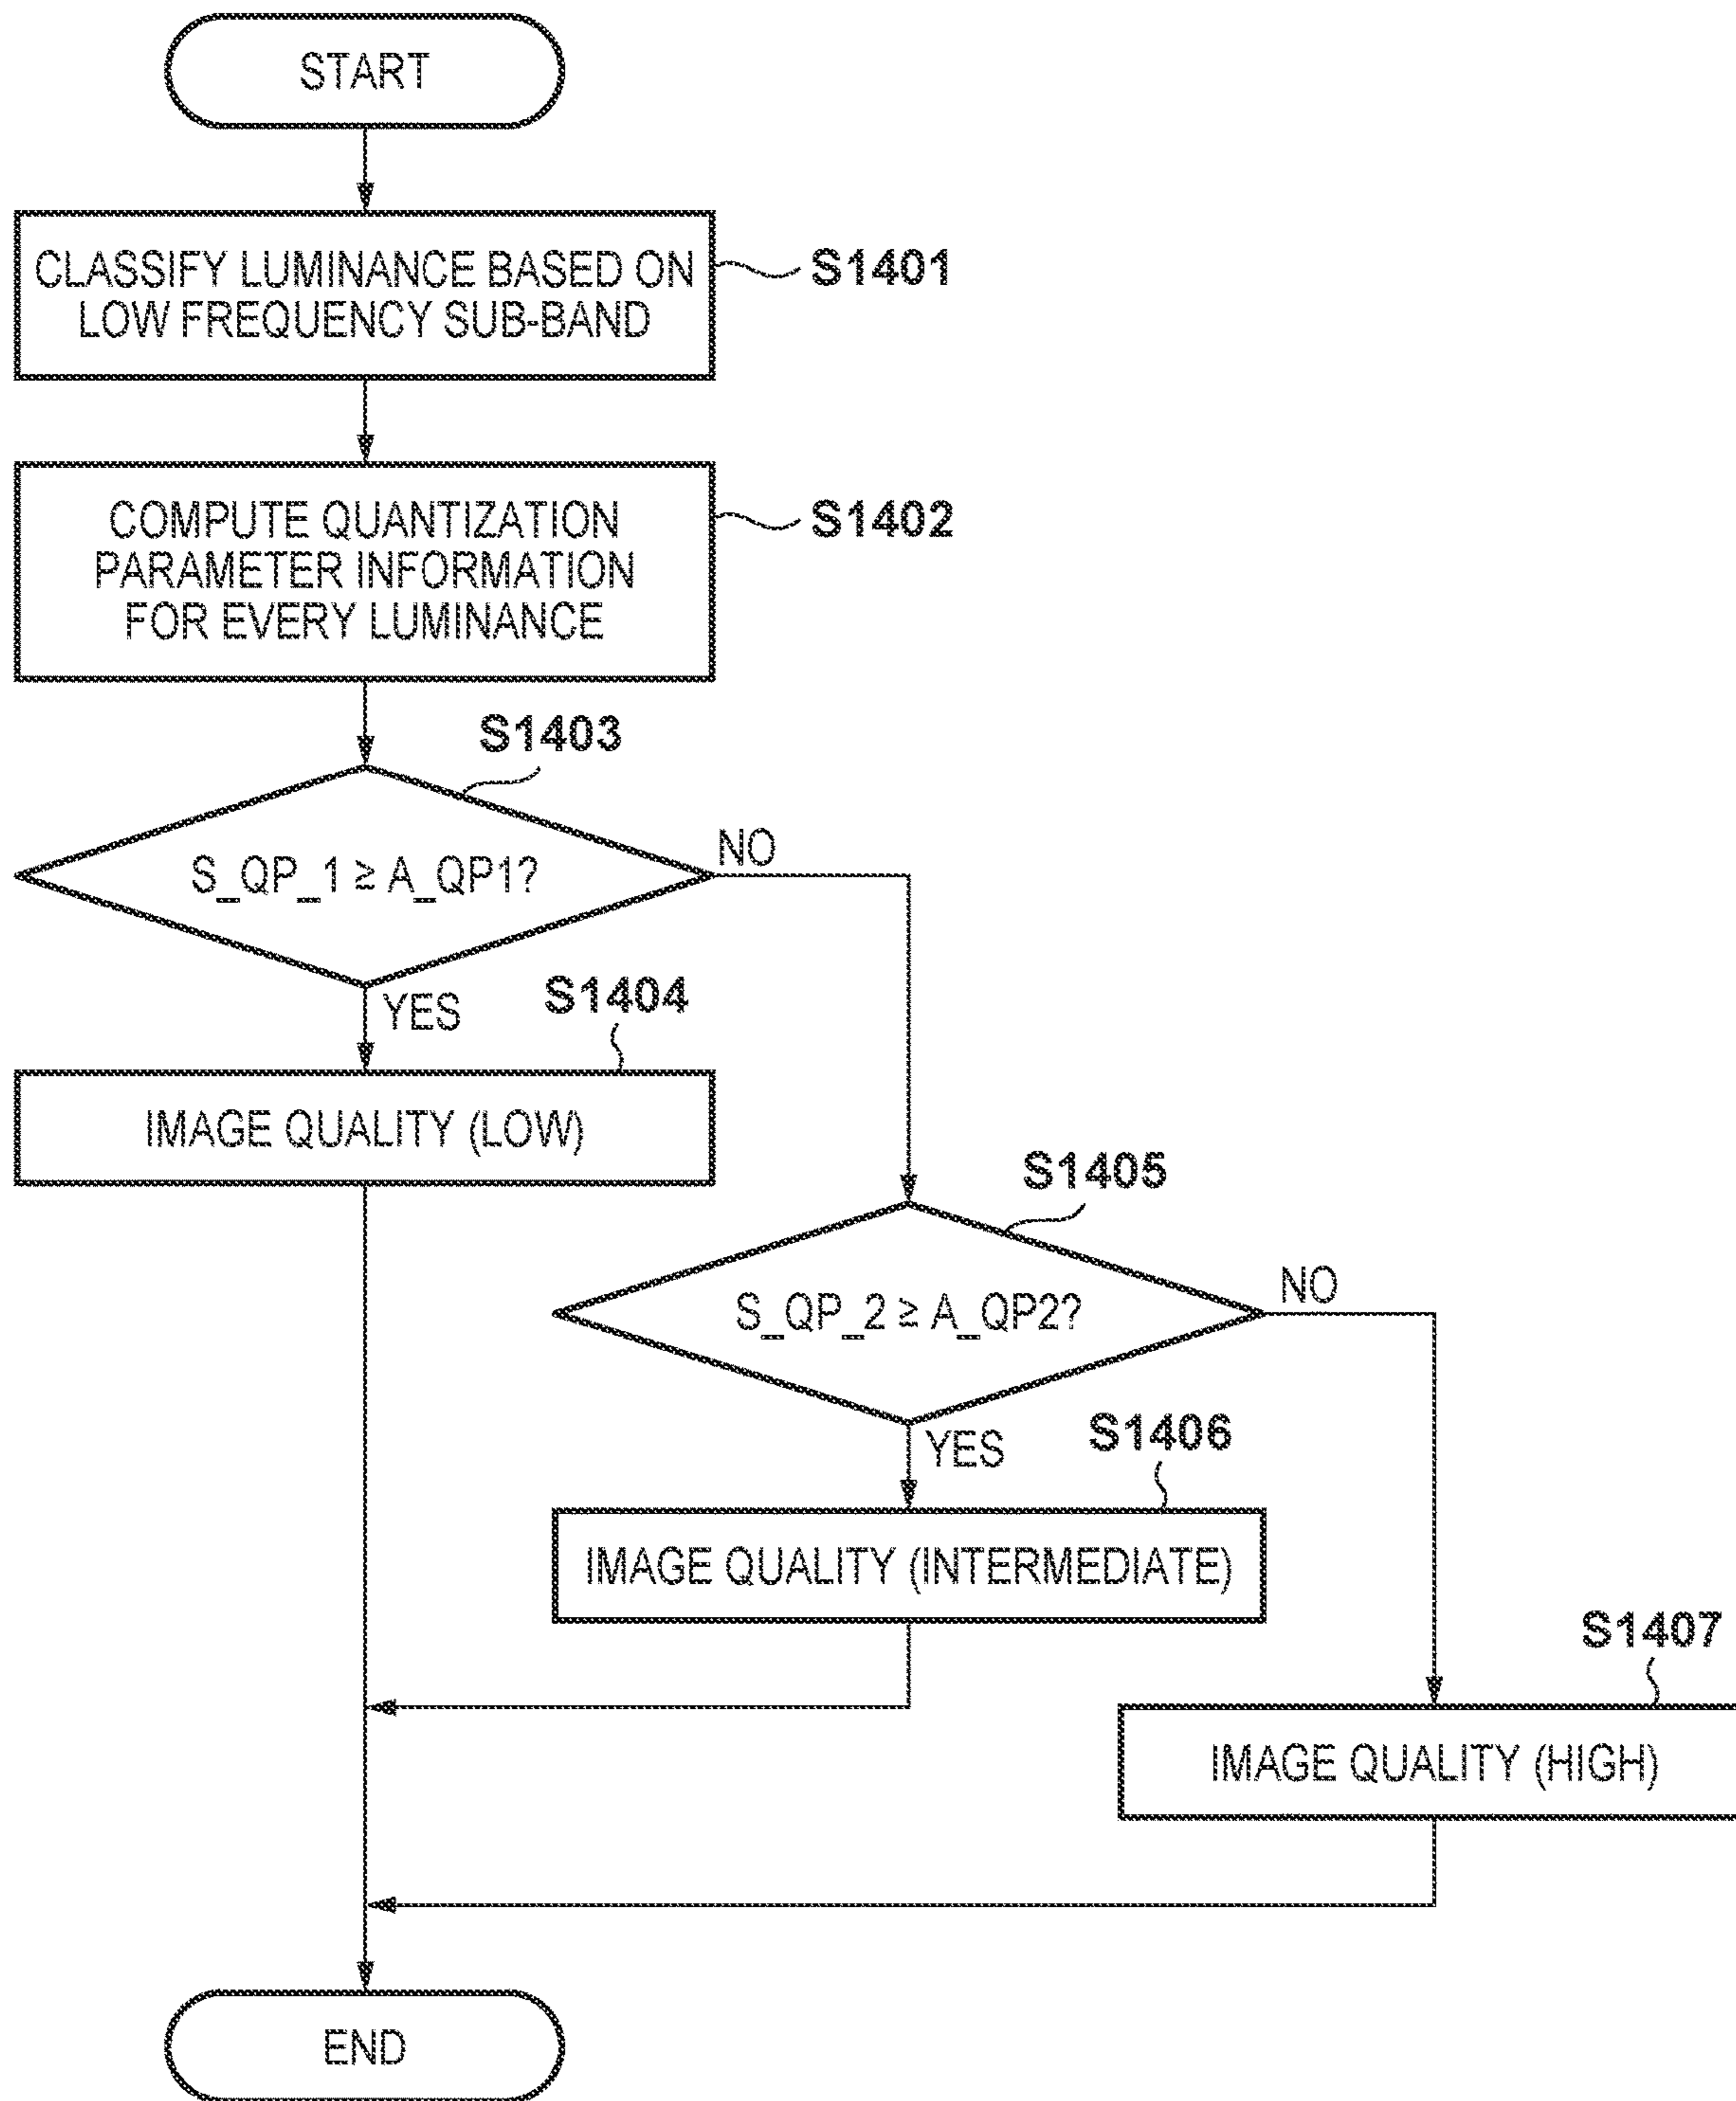 START
CLASSIFY LUMINANCE BASED ON
LOW FREQUENCY SUB-BAND
S1401
COMPUTE QUANTIZATION
PARAMETER INFORMATION
FOR EVERY LUMINANCE
S1402
S1403
S_QP_1 ≥ A_QP1?
NO
YES
S1404
IMAGE QUALITY (LOW)
S1405
S_QP_2 ≥ A_QP2?
NO
YES
S1406
IMAGE QUALITY (INTERMEDIATE)
S1407
IMAGE QUALITY (HIGH)
END